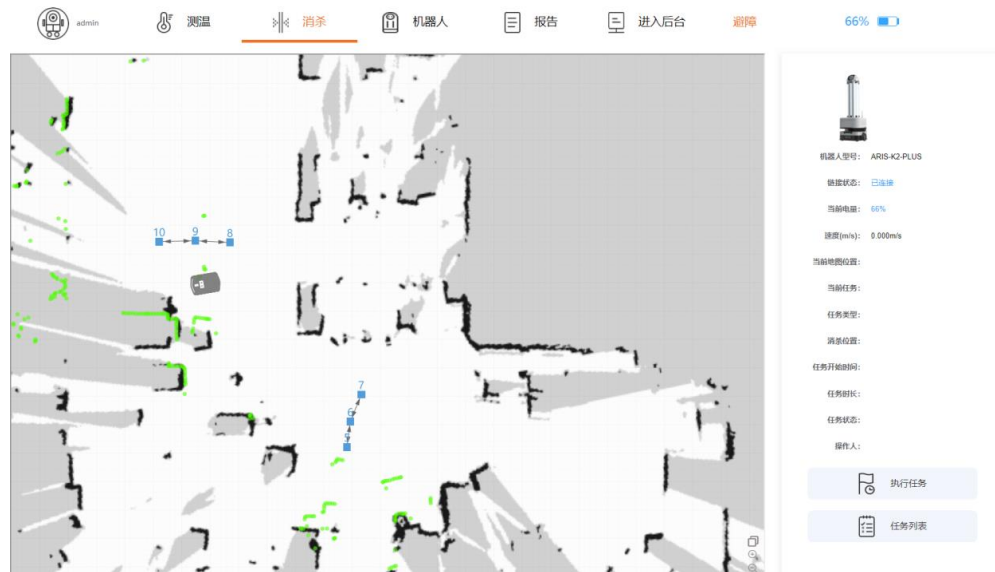 admin 测温 消杀 机器人 报告 进入后台 避障 66%
10 9 8
7
6
5
机器人型号： ARIS-K2-PLUS
链接状态： 已连接
当前电量： 66%
速度(m/s)： 0.000m/s
当前地图位置：
当前任务：
任务类型：
消杀位置：
任务开始时间：
任务时长：
任务状态：
操作人：
执行任务
任务列表